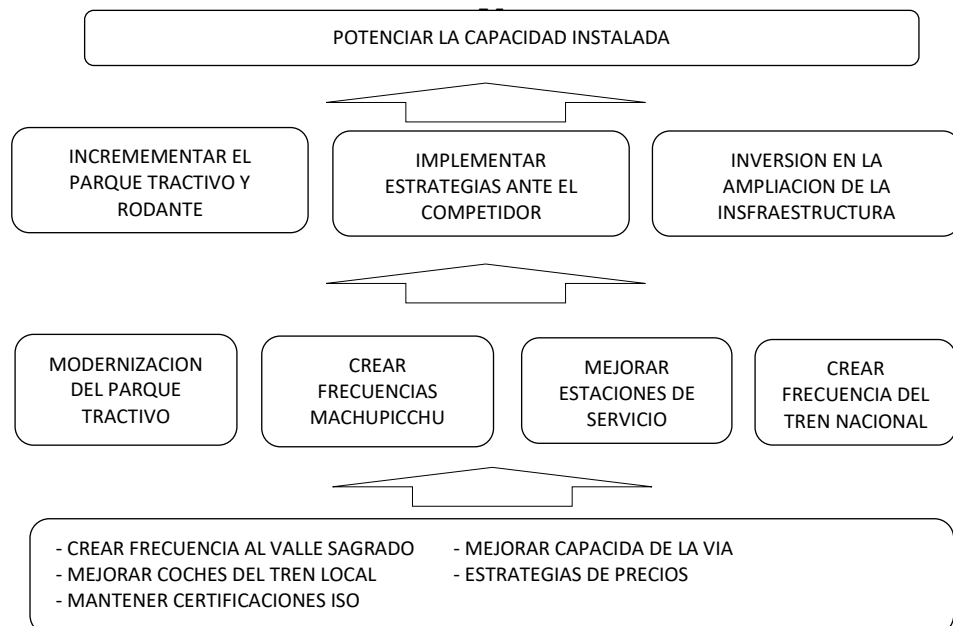 POTENCIAR LA CAPACIDAD INSTALADA
INCREMEMENTAR EL
PARQUE TRACTIVO Y
RODANTE
IMPLEMENTAR
ESTRATEGIAS ANTE EL
COMPETIDOR
INVERSION EN LA
AMPLIACION DE LA
INSFRAESTRUCTURA
MODERNIZACION
DEL PARQUE
TRACTIVO
CREAR
FRECUENCIAS
MACHUPICCHU
MEJORAR
ESTACIONES DE
SERVICIO
CREAR
FRECUENCIA DEL
TREN NACIONAL
- CREAR FRECUENCIA AL VALLE SAGRADO
- MEJORAR COCHES DEL TREN LOCAL
- MANTENER CERTIFICACIONES ISO
- MEJORAR CAPACIDA DE LA VIA
- ESTRATEGIAS DE PRECIOS